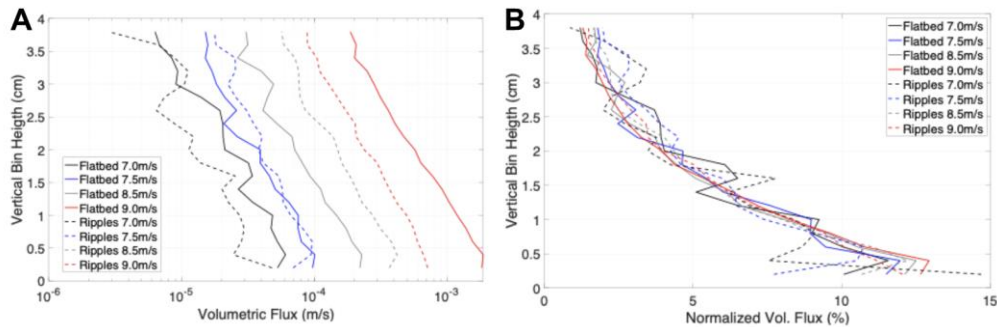 A
4
3.5
3
2.5
2
1.5
1
0.5
0
Vertical Bin Heigth (cm)
Flatbed 7.0m/s
Flatbed 7.5m/s
Flatbed 8.5m/s
Flatbed 9.0m/s
Ripples 7.0m/s
Ripples 7.5m/s
Ripples 8.5m/s
Ripples 9.0m/s
10-6
10-5
10-4
10-3
Volumetric Flux (m/s)
B
4
3.5
3
2.5
2
1.5
1
0.5
0
Vertical Bin Heigth (cm)
Flatbed 7.0m/s
Flatbed 7.5m/s
Flatbed 8.5m/s
Flatbed 9.0m/s
Ripples 7.0m/s
Ripples 7.5m/s
Ripples 8.5m/s
Ripples 9.0m/s
0
5
10
15
Normalized Vol. Flux (%)